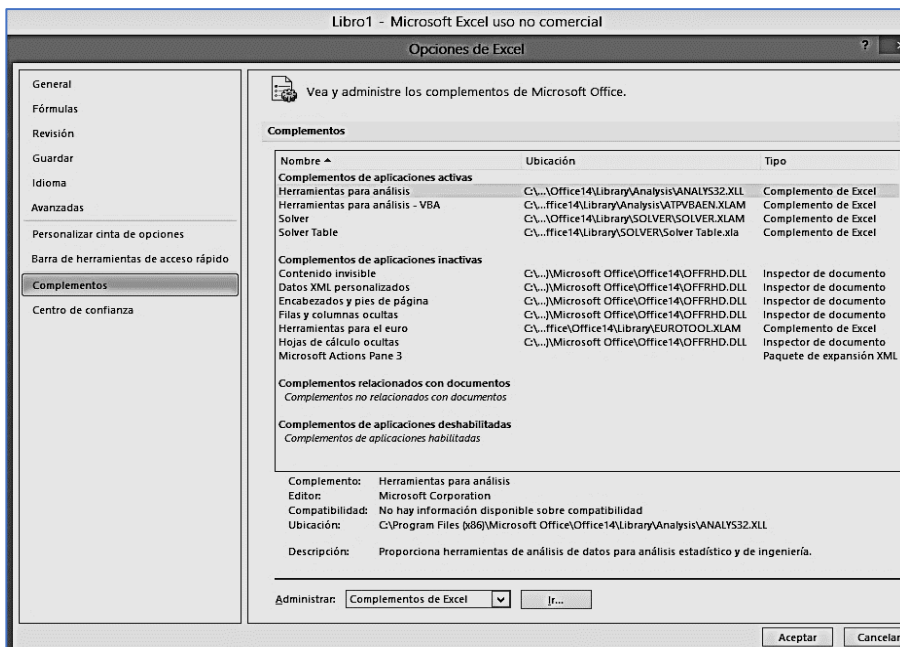 Libro1 - Microsoft Excel uso no comercial
Opciones de Excel
?
General
Fórmulas
Revisión
Guardar
Idioma
Avanzadas
Personalizar cinta de opciones
Barra de herramientas de acceso rápido
Complementos
Centro de confianza
Vea y administre los complementos de Microsoft Office.
Complementos
Nombre Ubicación Tipo
Complementos de aplicaciones activas
Herramientas para análisis C:\...\Office14\Library\Analysis\ANALYS32.XLL Complemento de Excel
Herramientas para análisis - VBA C:\...ffice14\Library\Analysis\ATPVBAEN.XLAM Complemento de Excel
Solver C:\...\Office14\Library\SOLVER\SOLVER.XLAM Complemento de Excel
Solver Table C:\...ffice14\Library\SOLVER\Solver Table.xla Complemento de Excel
Complementos de aplicaciones inactivas
Contenido invisible C:\...)\Microsoft Office\Office14\OFFRHD.DLL Inspector de documento
Datos XML personalizados C:\...)\Microsoft Office\Office14\OFFRHD.DLL Inspector de documento
Encabezados y pies de página C:\...)\Microsoft Office\Office14\OFFRHD.DLL Inspector de documento
Filas y columnas ocultas C:\...)\Microsoft Office\Office14\OFFRHD.DLL Inspector de documento
Herramientas para el euro C:\...ffice\Office14\Library\EUROTOOL.XLAM Complemento de Excel
Hojas de cálculo ocultas C:\...)\Microsoft Office\Office14\OFFRHD.DLL Inspector de documento
Microsoft Actions Pane 3 Paquete de expansión XML
Complementos relacionados con documentos
Complementos no relacionados con documentos
Complementos de aplicaciones deshabilitadas
Complementos de aplicaciones habilitadas
Complemento: Herramientas para análisis
Editor: Microsoft Corporation
Compatibilidad: No hay información disponible sobre compatibilidad
Ubicación: C:\Program Files (x86)\Microsoft Office\Office14\Library\Analysis\ANALYS32.XLL
Descripción: Proporciona herramientas de análisis de datos para análisis estadístico y de ingeniería.
Administrar: Complementos de Excel Ir...
Aceptar Cancelar